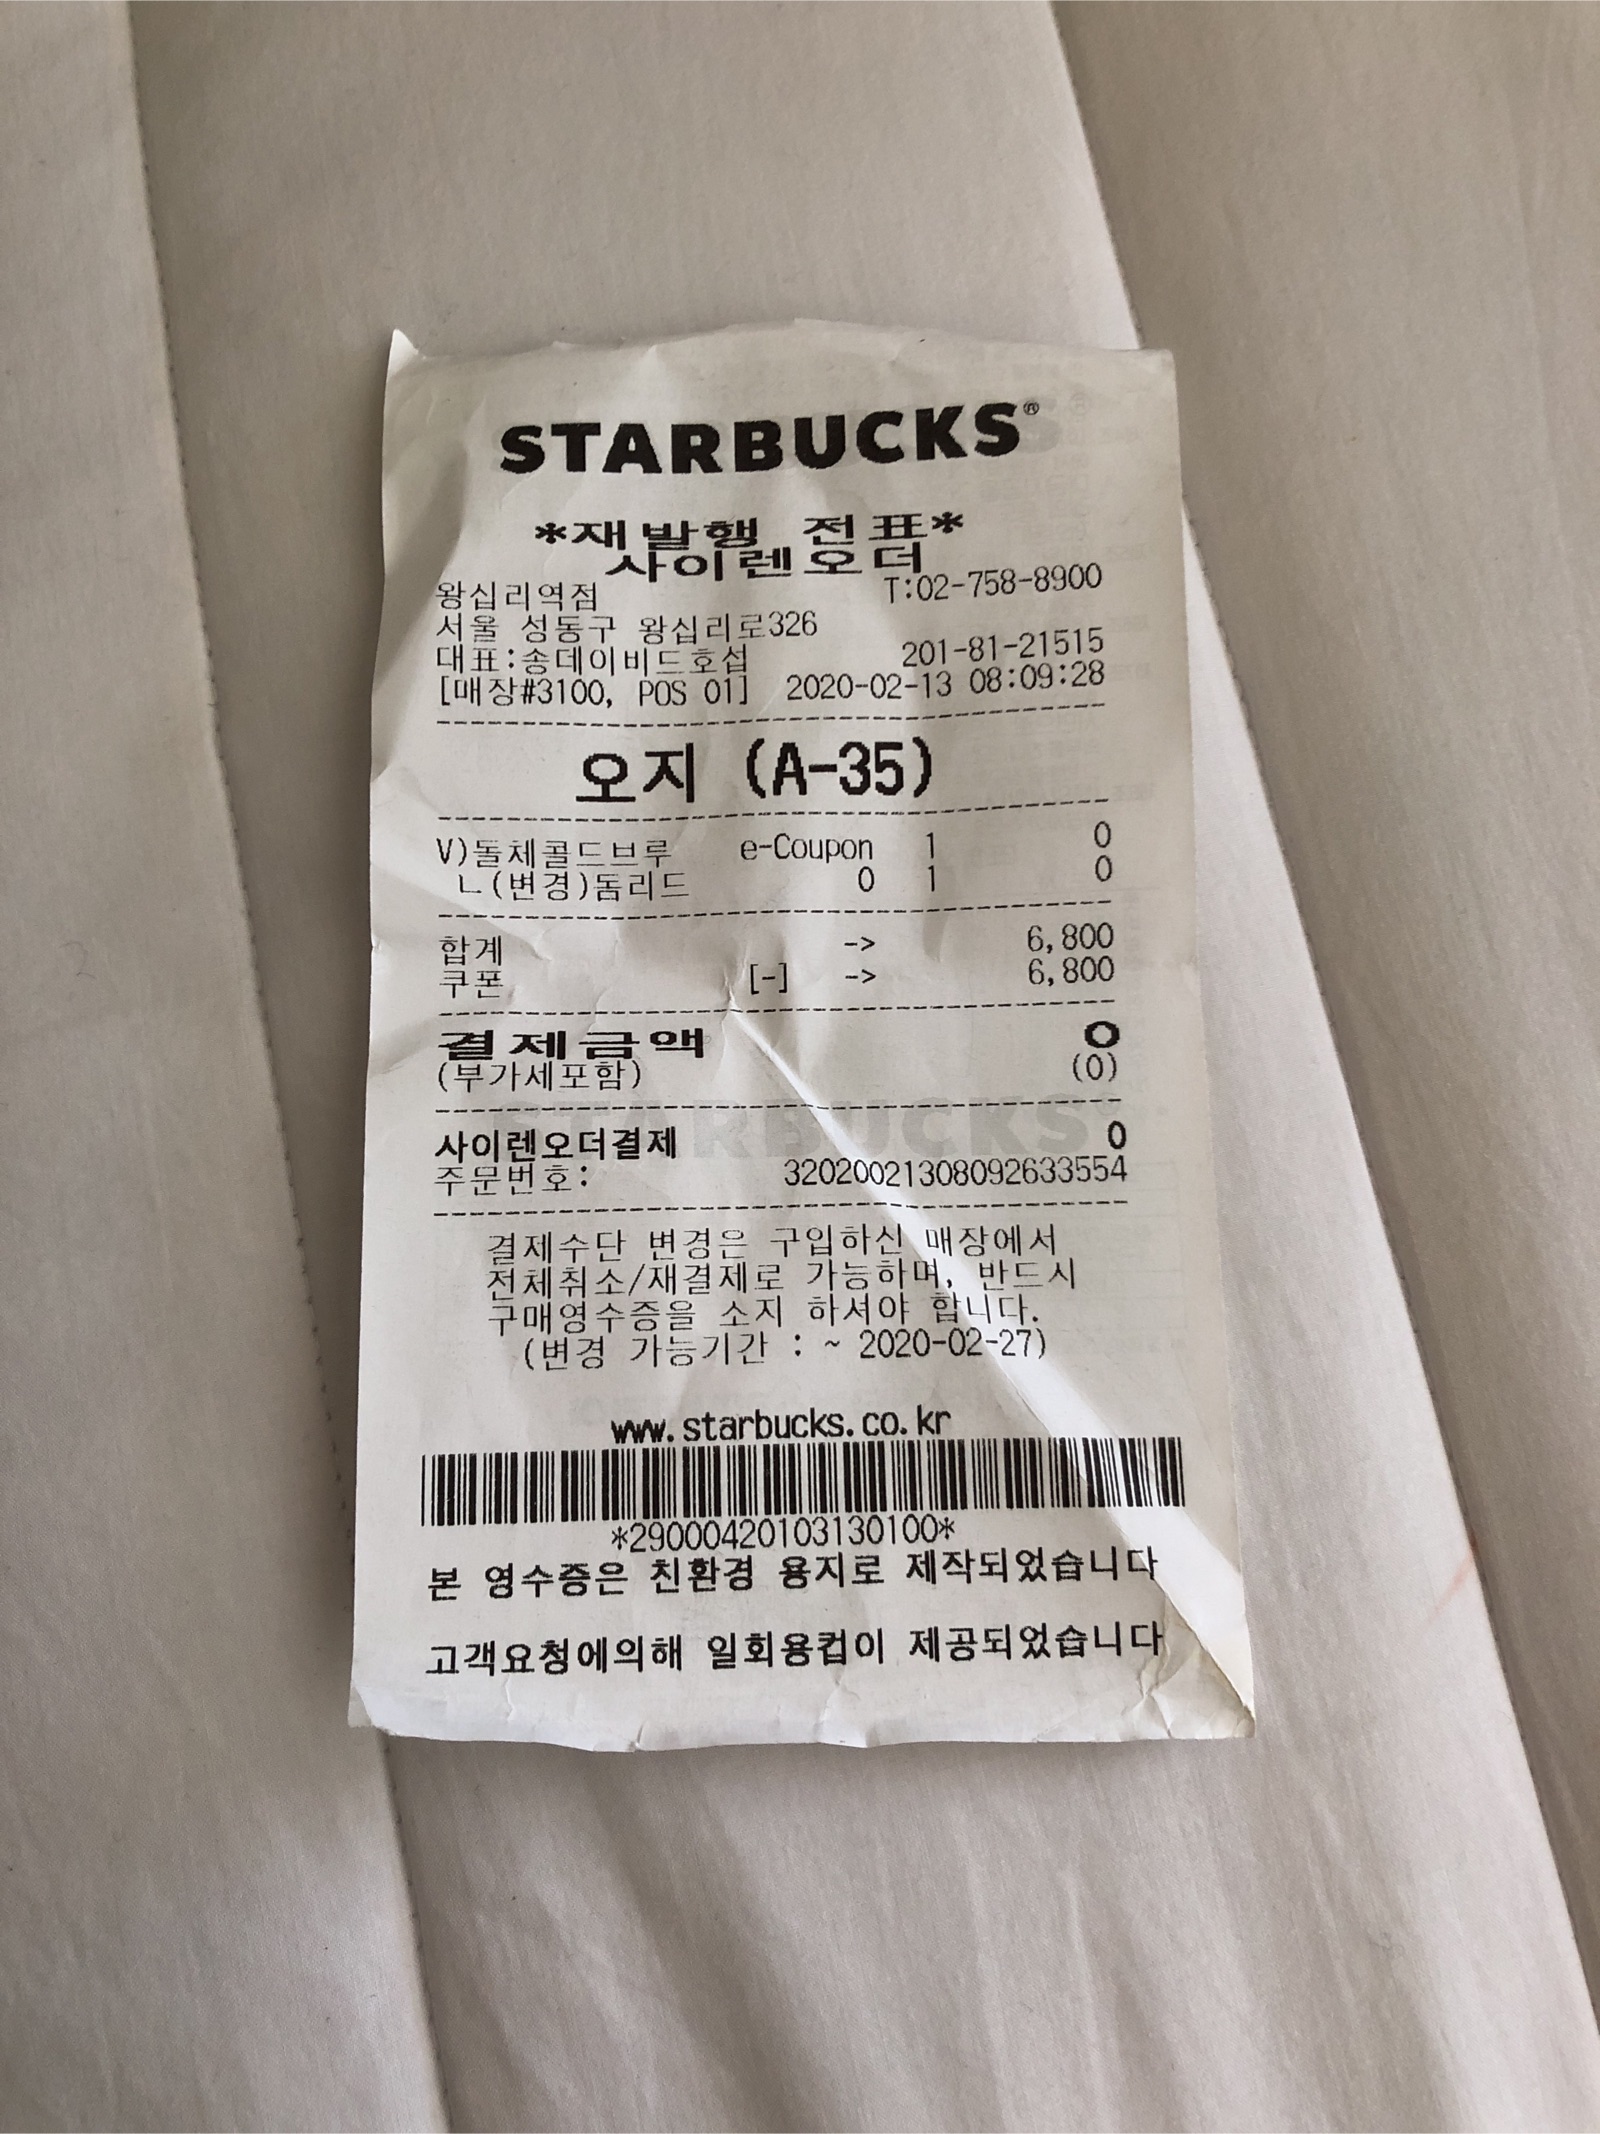 STARBUCKS®
*재발행 전표*
사이렌오더
왕십리역점 T:02-758-8900
서울 성동구 왕십리로326
대표:송데이비드호섭 201-81-21515
[매장#3100, POS 01] 2020-02-13 08:09:28
오지 (A-35)
V)돌체콜드브루 e-Coupon 1 0
ㄴ(변경)돔리드 0 1 0
합계 -> 6,800
쿠폰 [-] -> 6,800
결제금액 0
(부가세포함) (0)
사이렌오더결제 0
주문번호: 32020021308092633554
결제수단 변경은 구입하신 매장에서
전체취소/재결제로 가능하며, 반드시
구매영수증을 소지 하셔야 합니다.
(변경 가능기간 : ~ 2020-02-27)
www.starbucks.co.kr
*29000420103130100*
본 영수증은 친환경 용지로 제작되었습니다
고객요청에의해 일회용컵이 제공되었습니다